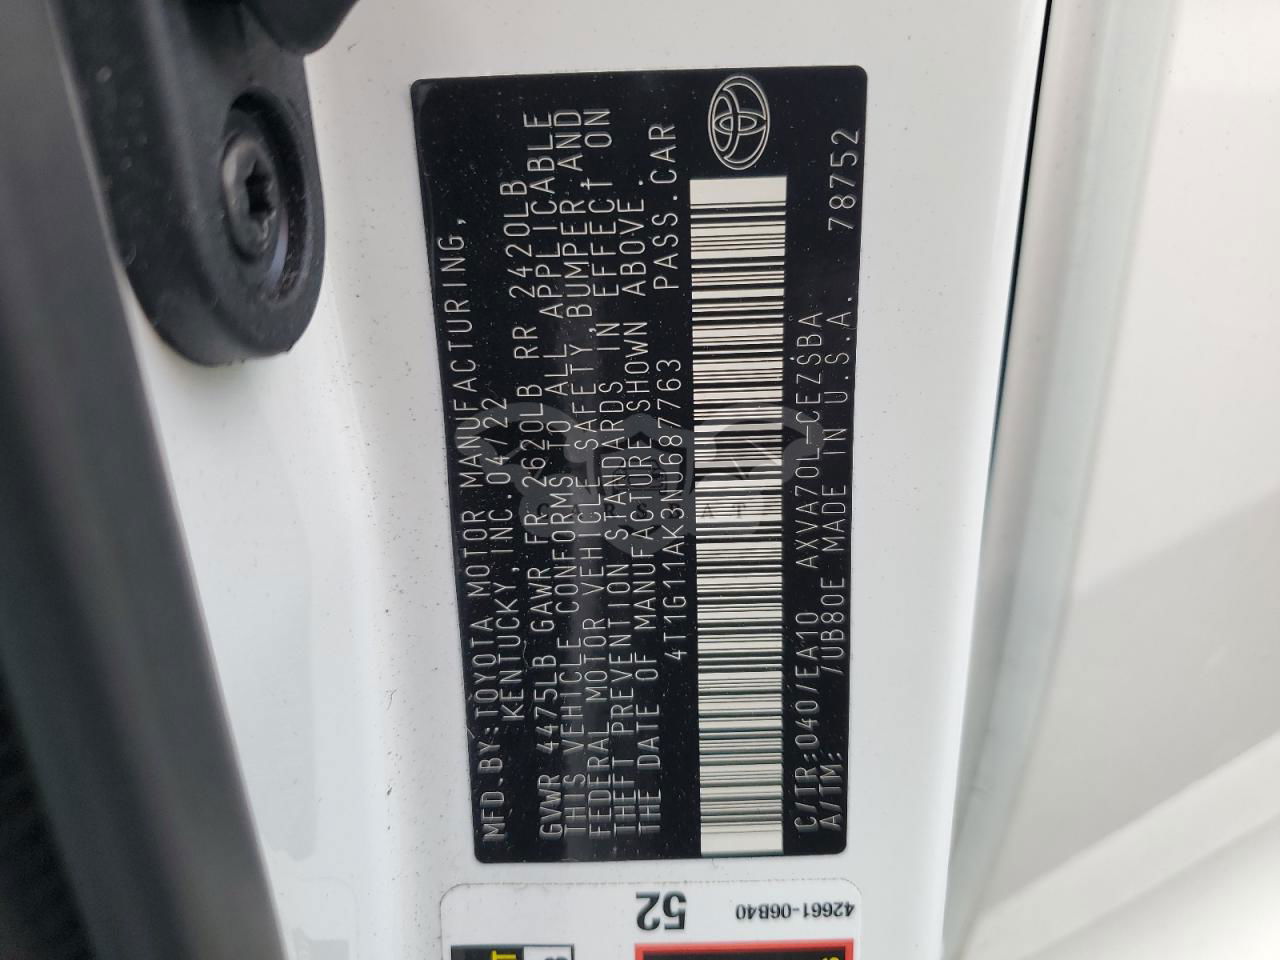 MFD.BY:TOYOTA MOTOR MANUFACTURING,
KENTUCKY,INC.04/22
GVWR 4475LB GAWR FR 2620LB RR 2420LB
THIS VEHICLE CONFORMS TO ALL APPLICABLE
FEDERAL MOTOR VEHICLE SAFETY,BUMPER,AND
THEFT PREVENTION STANDARDS IN EFFECT ON
THE DATE OF MANUFACTURE SHOWN ABOVE.
4T1G11AK3NU687763 PASS.CAR
C/TR:040/EA10 AXVA70L-CEZSBA
A/TM: /UB80E MADE IN U.S.A. 78752
52
42661-06B40